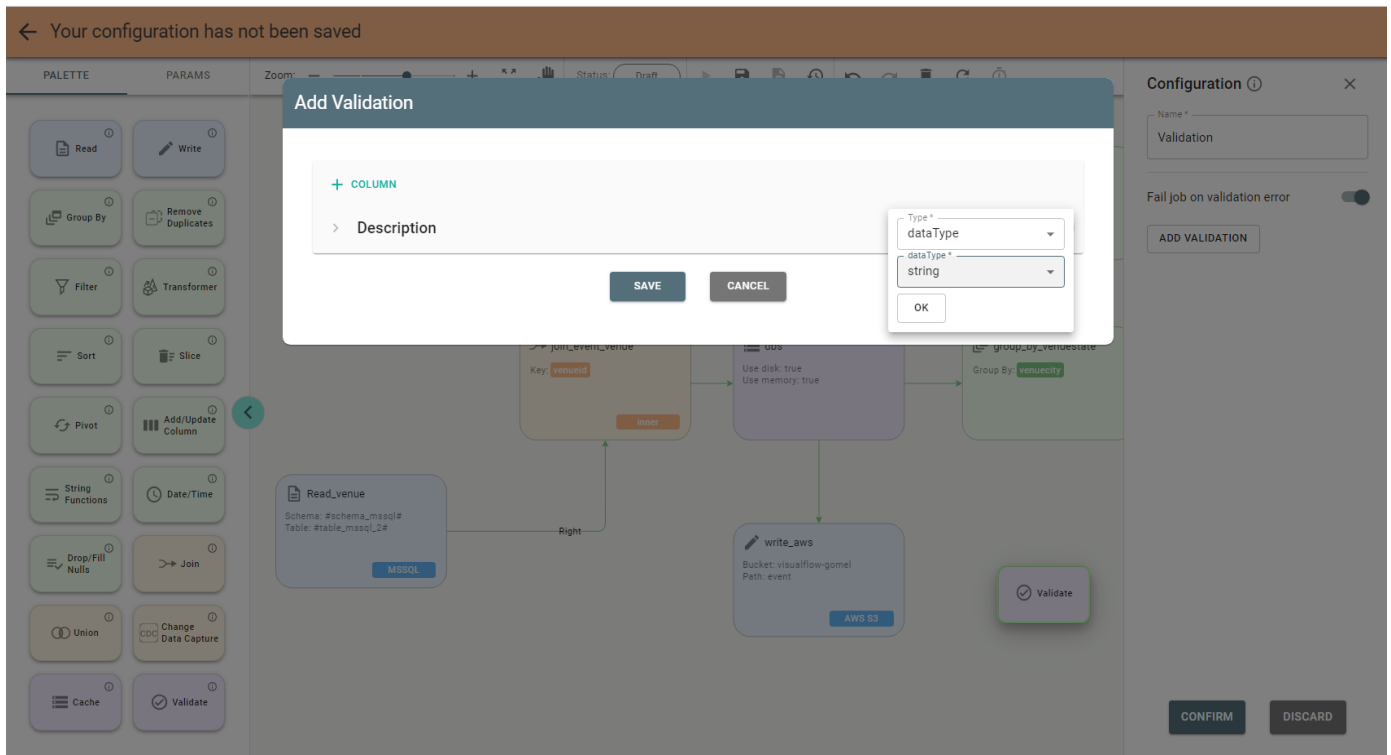 Your configuration has not been saved
PALETTE
PARAMS
Zoom:
Status:
Draft
Read
Write
Group By
Remove
Duplicates
Filter
Transformer
Sort
Slice
Pivot
Add/Update
Column
String
Functions
Date/Time
Drop/Fill
Nulls
Join
Union
CDC
Change
Data Capture
Cache
Validate
Add Validation
COLUMN
Description
Type *
dataType
dataType *
string
OK
SAVE
CANCEL
join_event_venue
Key: venueid
inner
Use disk: true
Use memory: true
group_by_venuestate
Group By: venuecity
Read_venue
Schema: #schema_mssql#
Table: #table_mssql_2#
MSSQL
Right
write_aws
Bucket: visualflow-gomel
Path: event
AWS S3
Validate
Configuration
Name *
Validation
Fail job on validation error
ADD VALIDATION
CONFIRM
DISCARD